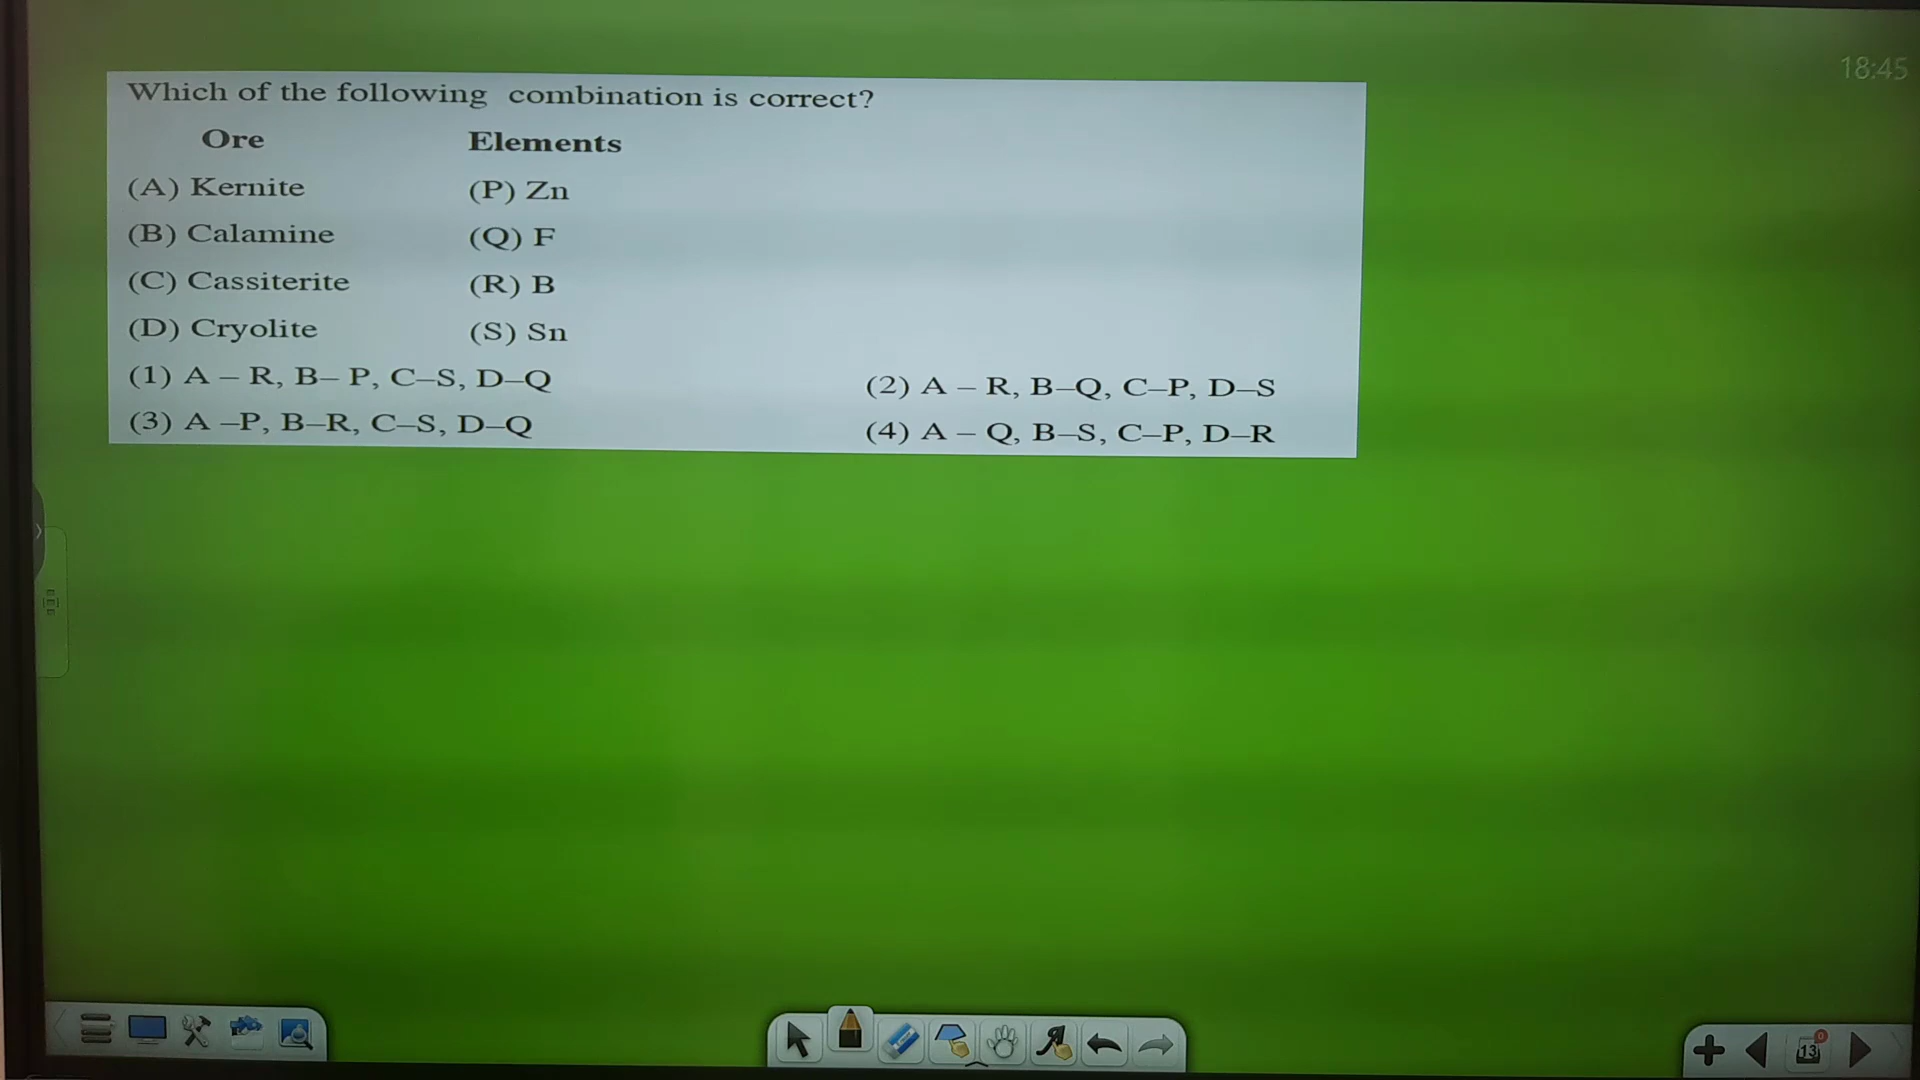 18:45
Which of the following combination is correct?
Ore Elements
(A) Kernite (P) Zn
(B) Calamine (Q) F
(C) Cassiterite (R) B
(D) Cryolite (S) Sn
(1) A – R, B– P, C–S, D–Q (2) A – R, B–Q, C–P, D–S
(3) A –P, B–R, C–S, D–Q (4) A – Q, B–S, C–P, D–R
13
0